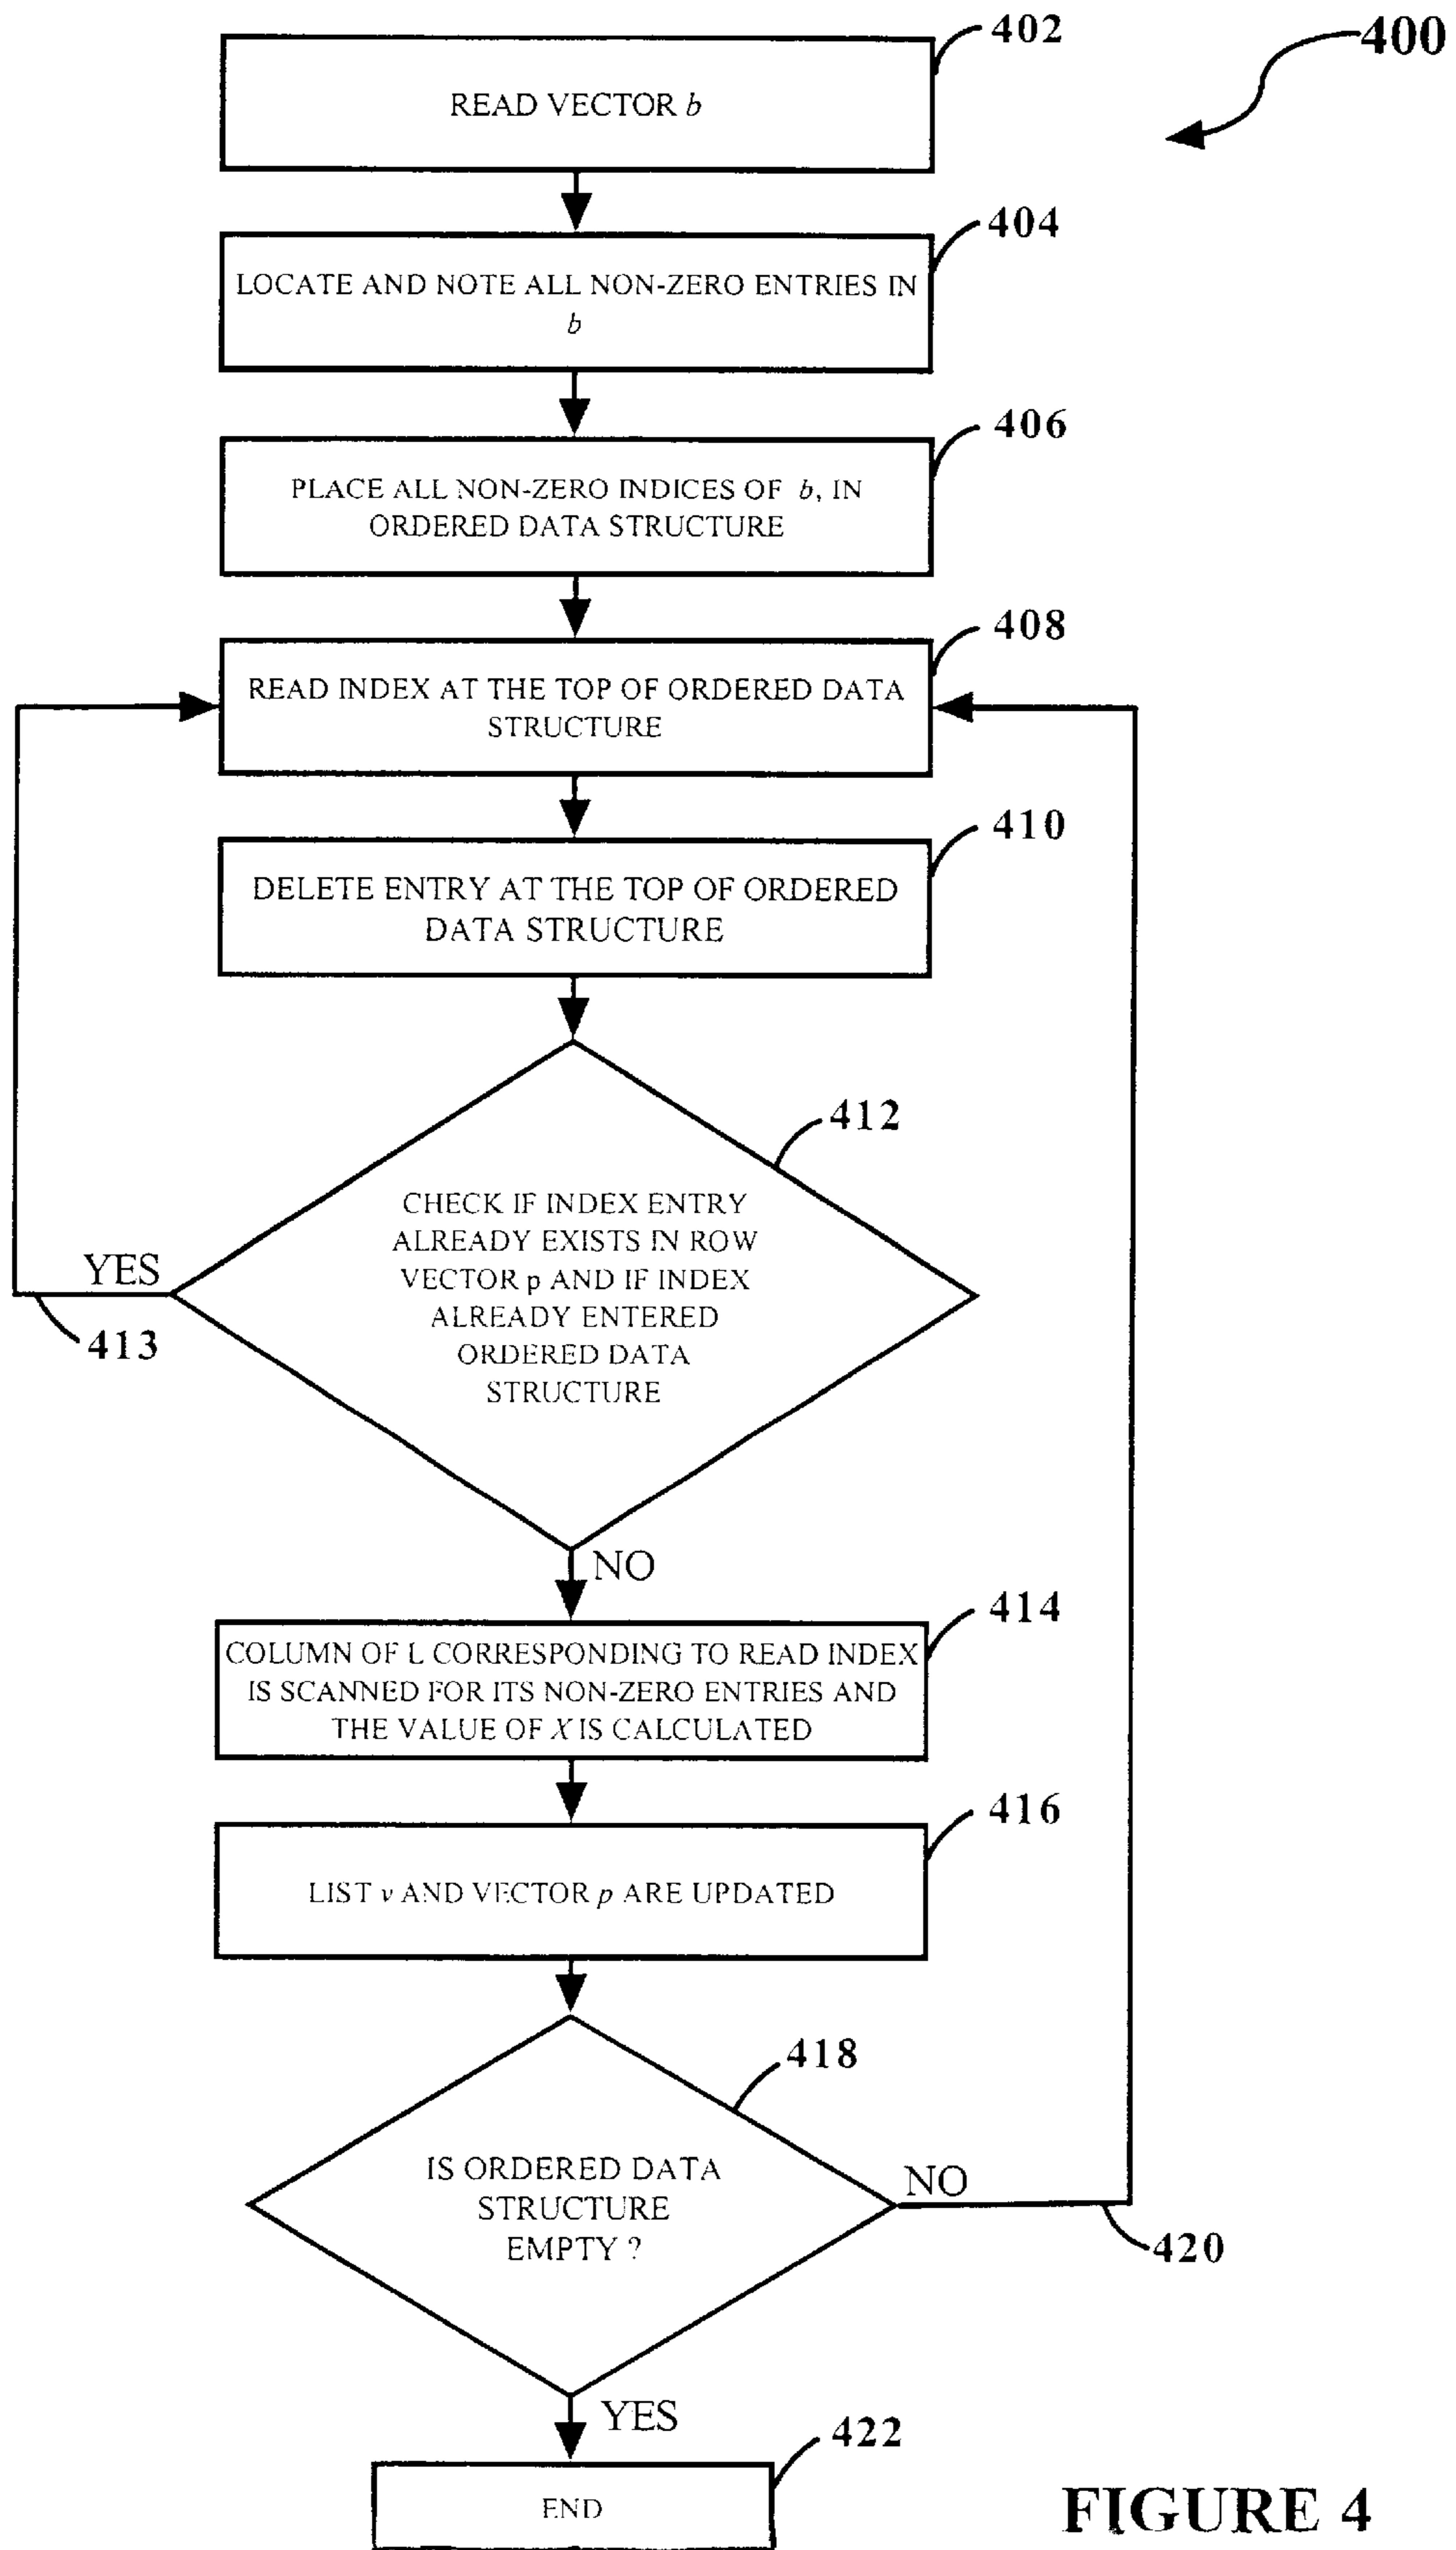 402
400
READ VECTOR b
404
LOCATE AND NOTE ALL NON-ZERO ENTRIES IN
b
406
PLACE ALL NON-ZERO INDICES OF b, IN
ORDERED DATA STRUCTURE
408
READ INDEX AT THE TOP OF ORDERED DATA
STRUCTURE
410
DELETE ENTRY AT THE TOP OF ORDERED
DATA STRUCTURE
412
CHECK IF INDEX ENTRY
ALREADY EXISTS IN ROW
VECTOR p AND IF INDEX
ALREADY ENTERED
ORDERED DATA
STRUCTURE
YES
413
NO
414
COLUMN OF L CORRESPONDING TO READ INDEX
IS SCANNED FOR ITS NON-ZERO ENTRIES AND
THE VALUE OF X IS CALCULATED
416
LIST v AND VECTOR p ARE UPDATED
418
IS ORDERED DATA
STRUCTURE
EMPTY ?
NO
420
YES
422
END
FIGURE 4